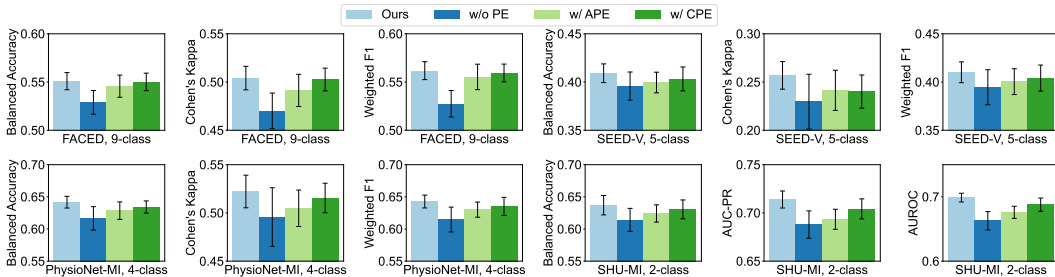 Ours w/o PE w/ APE w/ CPE
Balanced Accuracy
0.60
0.55
0.50
FACED, 9-class
Cohen's Kappa
0.55
0.50
0.45
FACED, 9-class
Weighted F1
0.60
0.55
0.50
FACED, 9-class
Balanced Accuracy
0.45
0.40
0.35
SEED-V, 5-class
Cohen's Kappa
0.30
0.25
0.20
SEED-V, 5-class
Weighted F1
0.45
0.40
0.35
SEED-V, 5-class
Balanced Accuracy
0.70
0.65
0.60
0.55
PhysioNet-MI, 4-class
Cohen's Kappa
0.55
0.50
0.45
PhysioNet-MI, 4-class
Weighted F1
0.70
0.65
0.60
0.55
PhysioNet-MI, 4-class
Balanced Accuracy
0.70
0.65
0.60
0.55
SHU-MI, 2-class
AUC-PR
0.75
0.70
0.65
SHU-MI, 2-class
AUROC
0.7
0.6
SHU-MI, 2-class